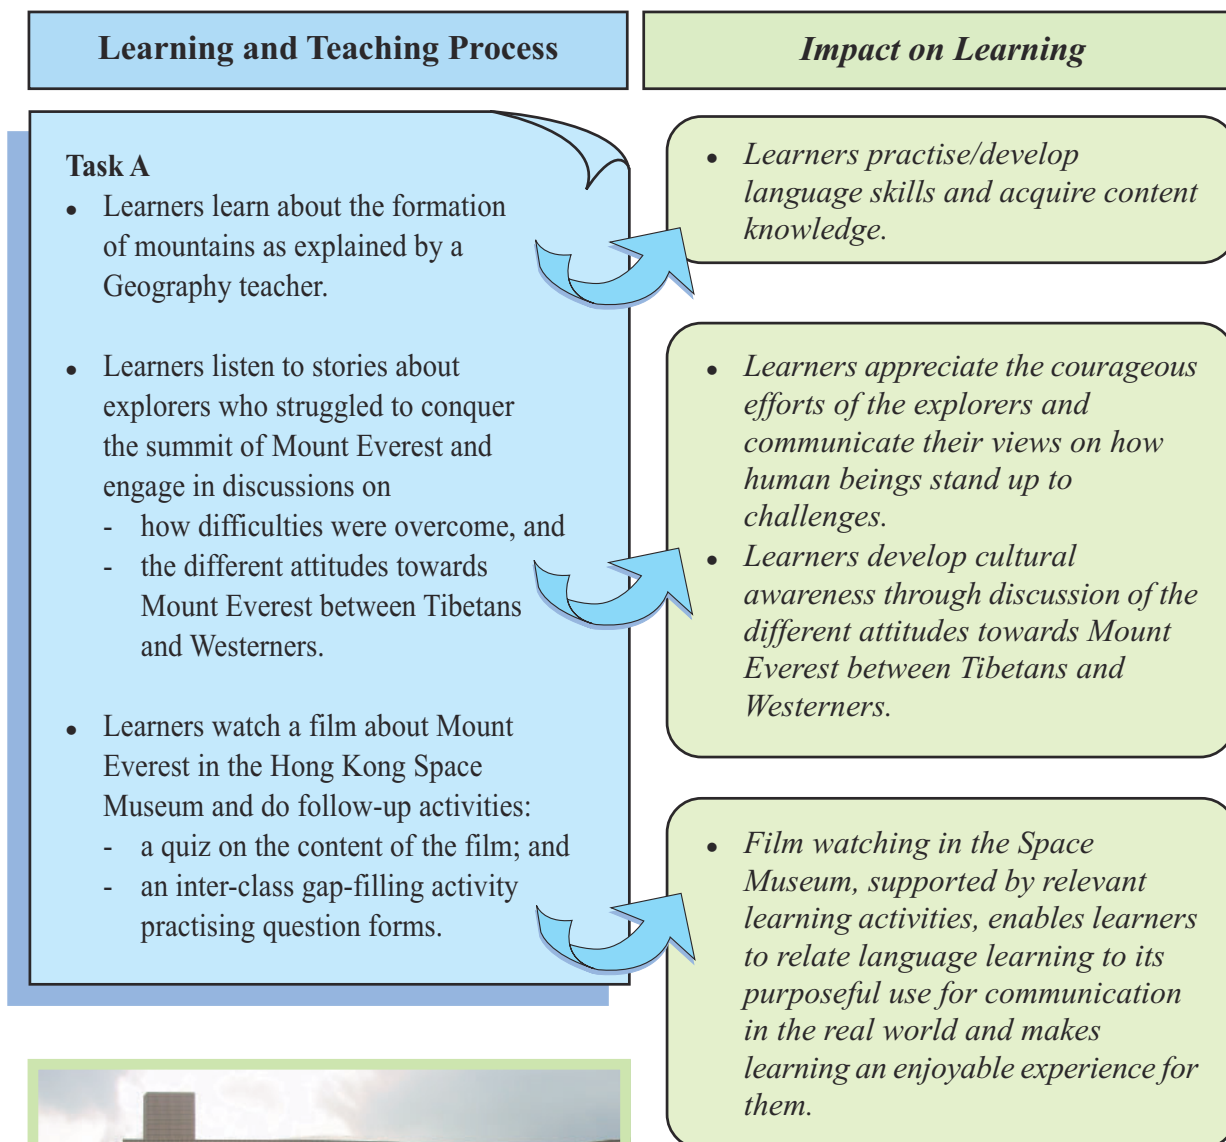 Learning and Teaching Process
Impact on Learning
Task A
• Learners learn about the formation
of mountains as explained by a
Geography teacher.
• Learners listen to stories about
explorers who struggled to conquer
the summit of Mount Everest and
engage in discussions on
- how difficulties were overcome, and
- the different attitudes towards
Mount Everest between Tibetans
and Westerners.
• Learners watch a film about Mount
Everest in the Hong Kong Space
Museum and do follow-up activities:
- a quiz on the content of the film; and
- an inter-class gap-filling activity
practising question forms.
• Learners practise/develop
language skills and acquire content
knowledge.
• Learners appreciate the courageous
efforts of the explorers and
communicate their views on how
human beings stand up to
challenges.
• Learners develop cultural
awareness through discussion of the
different attitudes towards Mount
Everest between Tibetans and
Westerners.
• Film watching in the Space
Museum, supported by relevant
learning activities, enables learners
to relate language learning to its
purposeful use for communication
in the real world and makes
learning an enjoyable experience for
them.